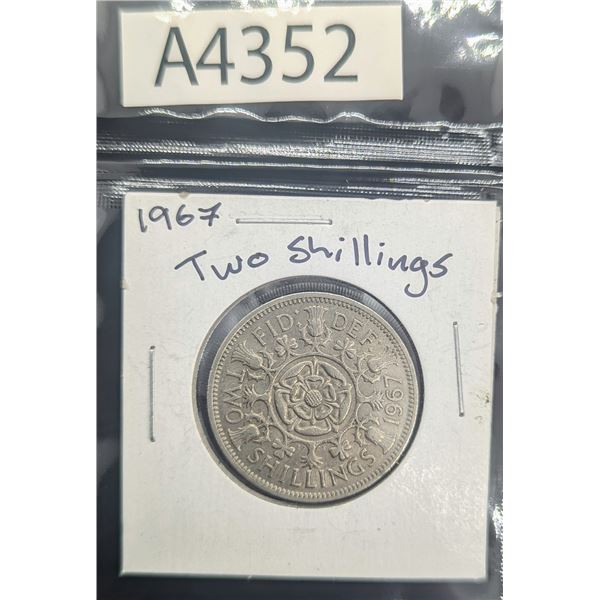 A4352
1967
Two Shillings
FID· DEF
TWO SHILLINGS 1967